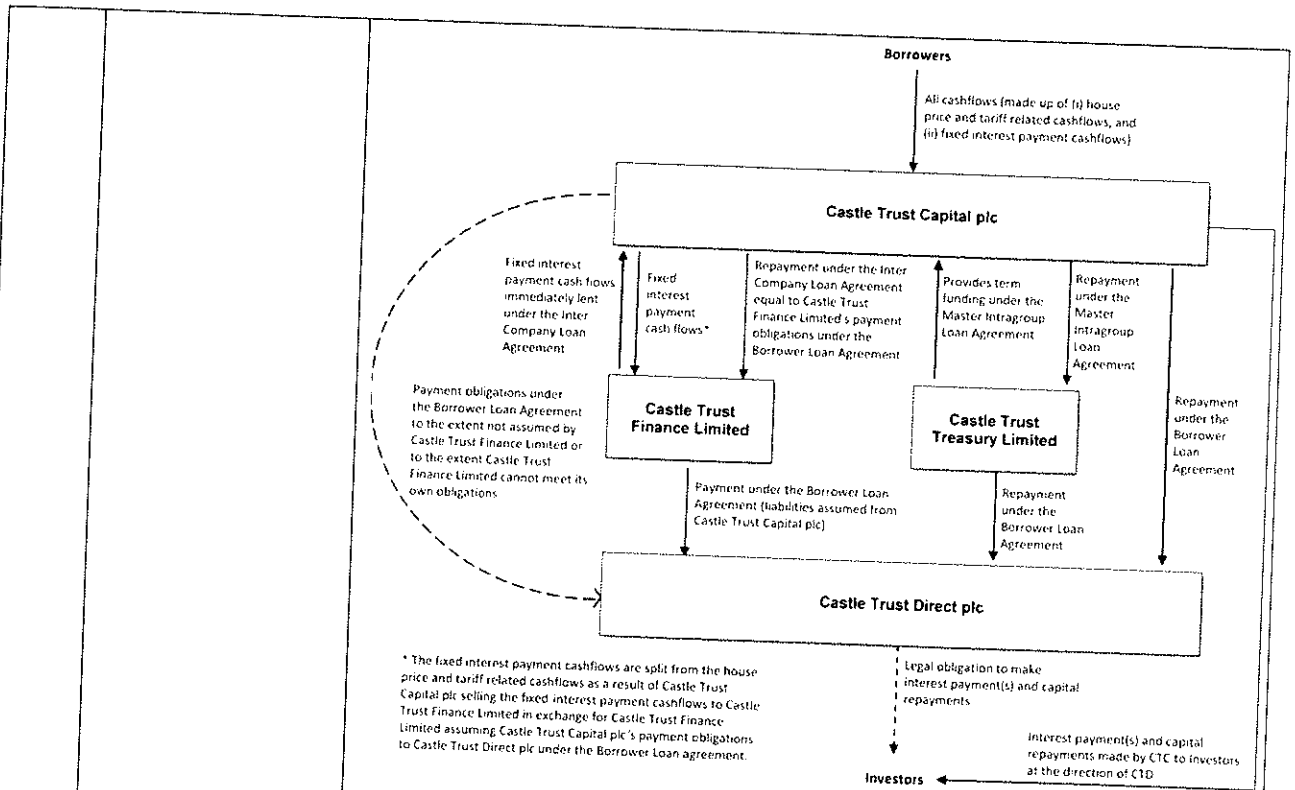 Borrowers
All cashflows (made up of (i) house
price and tariff related cashflows, and
(ii) fixed interest payment cashflows)
Castle Trust Capital plc
Fixed interest
payment cash flows
immediately lent
under the Inter
Company Loan
Agreement
Fixed
interest
payment
cash flows*
Repayment under the Inter
Company Loan Agreement
equal to Castle Trust
Finance Limited's payment
obligations under the
Borrower Loan Agreement
Provides term
funding under the
Master Intragroup
Loan Agreement
Repayment
under the
Master
Intragroup
Loan
Agreement
Payment obligations under
the Borrower Loan Agreement
to the extent not assumed by
Castle Trust Finance Limited or
to the extent Castle Trust
Finance Limited cannot meet its
own obligations
Castle Trust
Finance Limited
Castle Trust
Treasury Limited
Repayment
under the
Borrower
Loan
Agreement
Payment under the Borrower Loan
Agreement (liabilities assumed from
Castle Trust Capital plc)
Repayment
under the
Borrower Loan
Agreement
Castle Trust Direct plc
* The fixed interest payment cashflows are split from the house
price and tariff related cashflows as a result of Castle Trust
Capital plc selling the fixed interest payment cashflows to Castle
Trust Finance Limited in exchange for Castle Trust Finance
Limited assuming Castle Trust Capital plc's payment obligations
to Castle Trust Direct plc under the Borrower Loan agreement.
Legal obligation to make
interest payment(s) and capital
repayments
Interest payment(s) and capital
repayments made by CTC to investors
at the direction of CTD
Investors